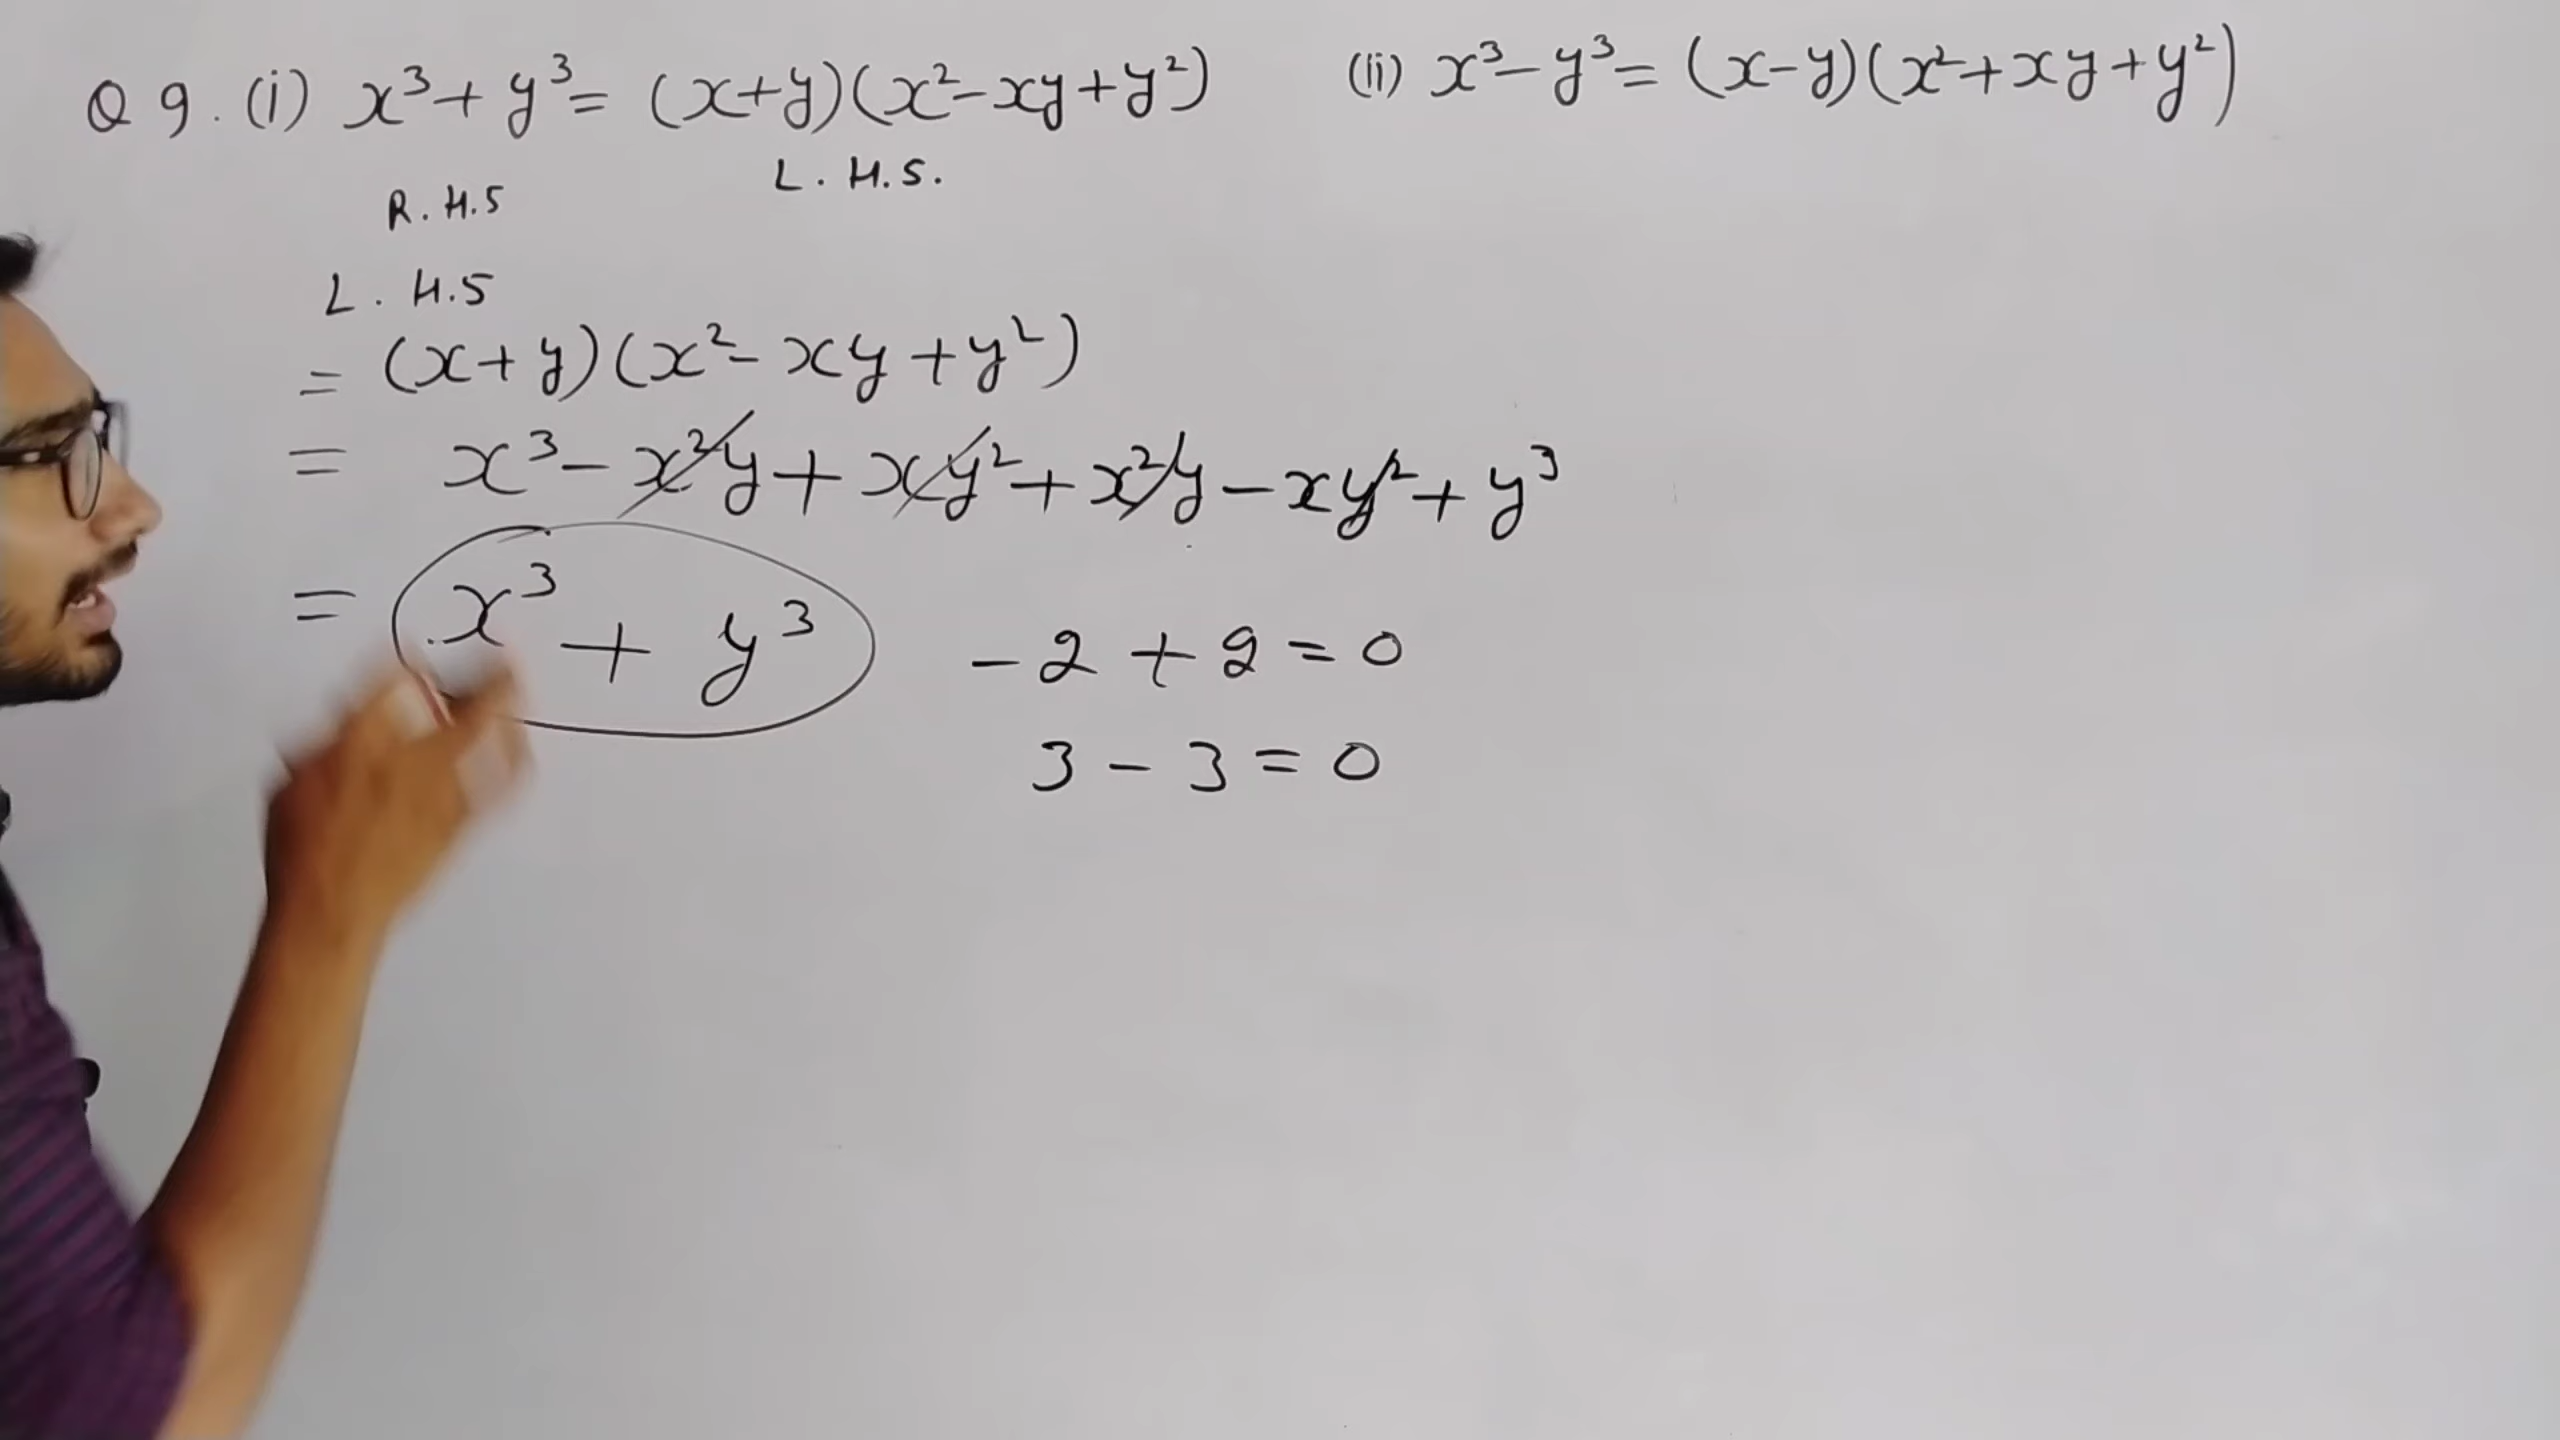 Q 9. (i) x³+ y³= (x+y)(x²-xy+y²) (ii) x³-y³= (x-y)(x²+xy+y²)
R.H.S L.H.S.
L.H.S
= (x+y)(x²-xy+y²)
= x³-x²y+xy²+x²y-xy²+y³
= x³ + y³
-2+2=0
3-3=0